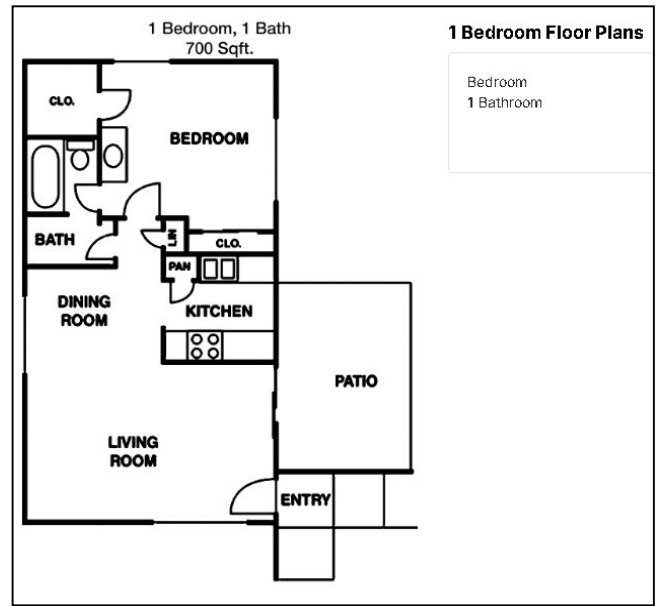 1 Bedroom, 1 Bath
700 Sqft.
1 Bedroom Floor Plans
Bedroom
1 Bathroom
CLO.
BEDROOM
BATH
LIN
CLO.
PAN
DINING
ROOM
KITCHEN
PATIO
LIVING
ROOM
ENTRY